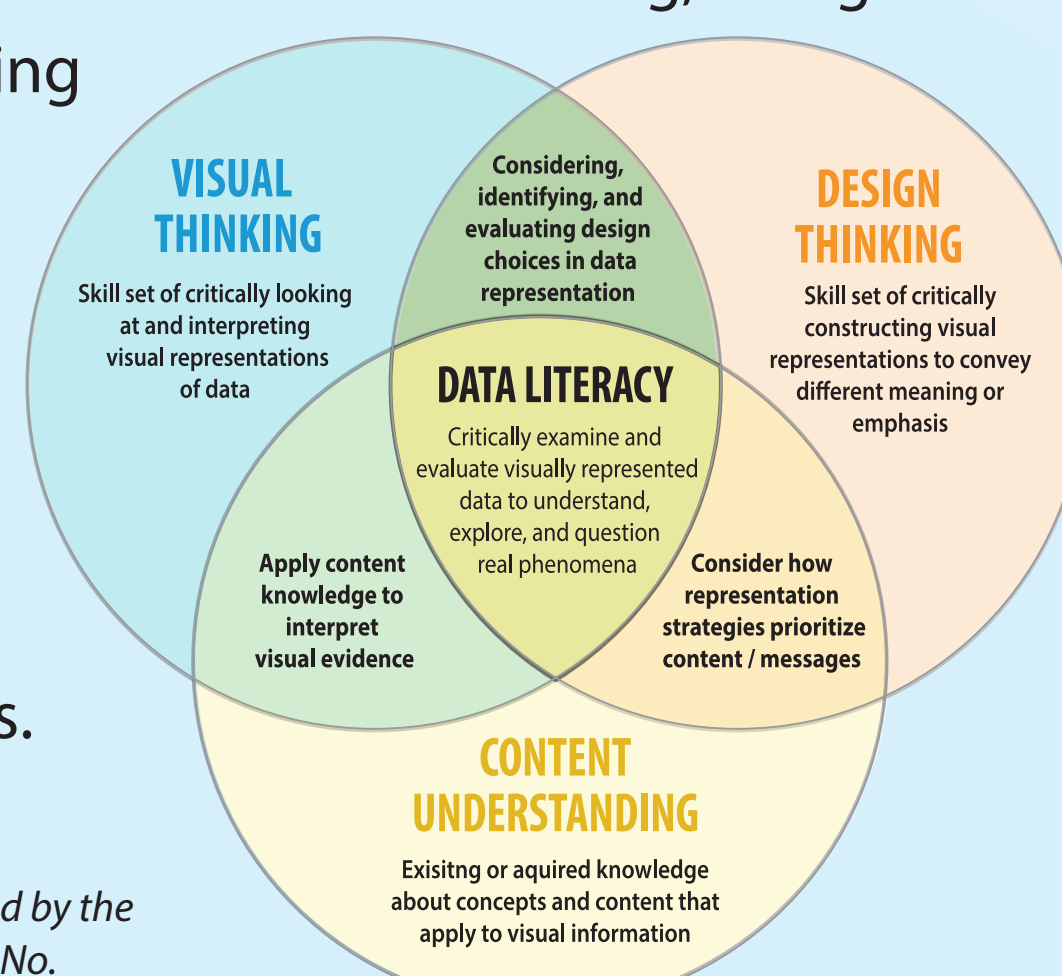 ing
VISUAL
THINKING
Skill set of critically looking
at and interpreting
visual representations
of data
Considering,
identifying, and
evaluating design
choices in data
representation
DESIGN
THINKING
Skill set of critically
constructing visual
representations to convey
different meaning or
emphasis
DATA LITERACY
Critically examine and
evaluate visually represented
data to understand,
explore, and question
real phenomena
Apply content
knowledge to
interpret
visual evidence
Consider how
representation
strategies prioritize
content / messages
s.
CONTENT
UNDERSTANDING
Exisitng or aquired knowledge
about concepts and content that
apply to visual information
d by the
No.